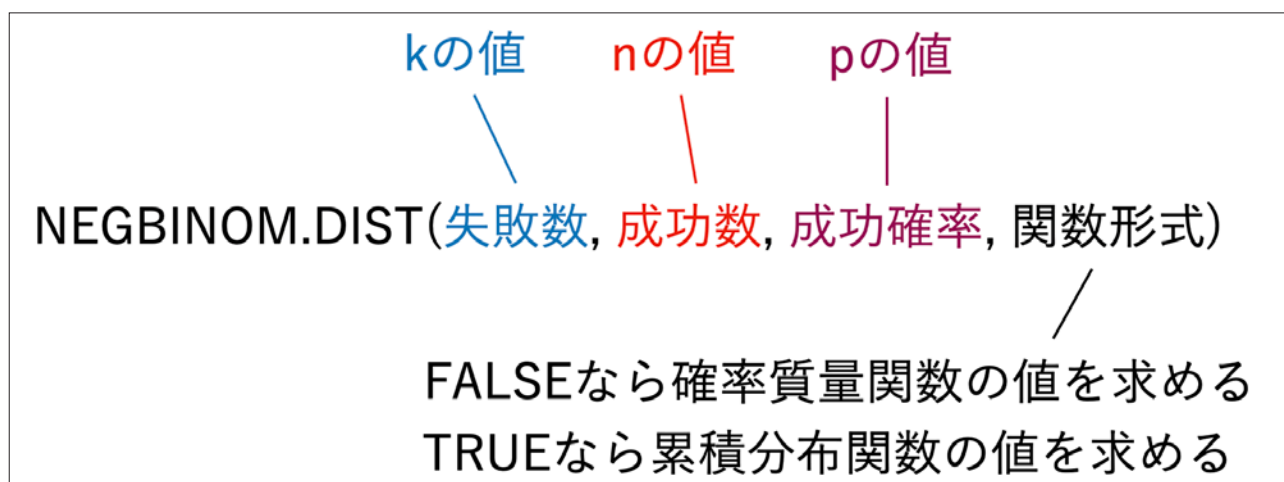 kの値 nの値 pの値
NEGBINOM.DIST(失敗数, 成功数, 成功確率, 関数形式)
FALSEなら確率質量関数の値を求める
TRUEなら累積分布関数の値を求める